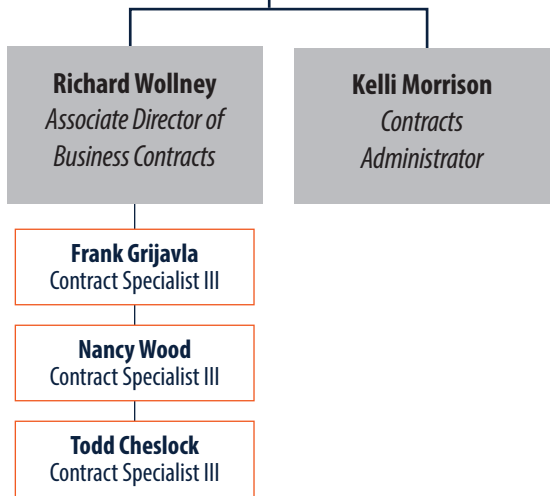 Richard Wollney
Associate Director of
Business Contracts
Kelli Morrison
Contracts
Administrator
Frank Grijavla
Contract Specialist III
Nancy Wood
Contract Specialist III
Todd Cheslock
Contract Specialist III